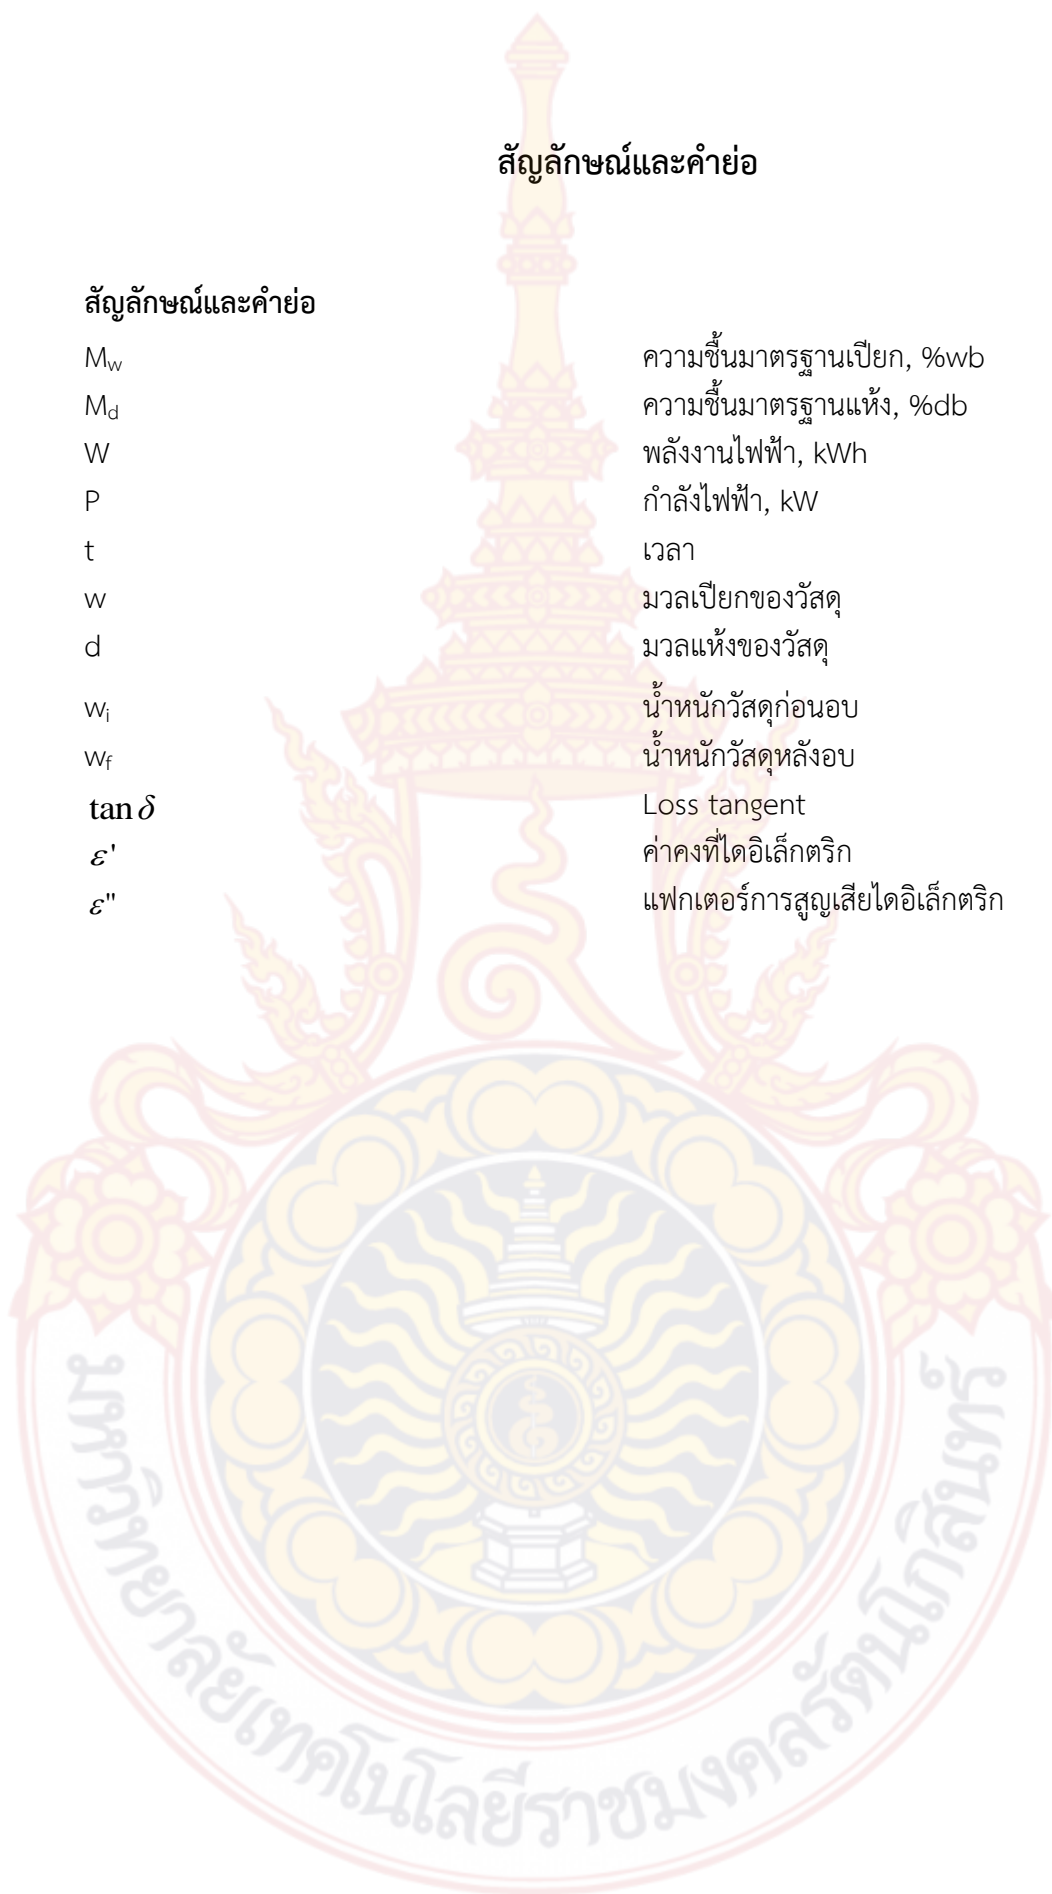 สัญลักษณ์และคำย่อ
สัญลักษณ์และคำย่อ
M_w ความชื้นมาตรฐานเปียก, %wb
M_d ความชื้นมาตรฐานแห้ง, %db
W พลังงานไฟฟ้า, kWh
P กำลังไฟฟ้า, kW
t เวลา
w มวลเปียกของวัสดุ
d มวลแห้งของวัสดุ
w_i น้ำหนักวัสดุก่อนอบ
w_f น้ำหนักวัสดุหลังอบ
tan δ Loss tangent
ε' ค่าคงที่ไดอิเล็กตริก
ε" แฟกเตอร์การสูญเสียไดอิเล็กตริก
มหาวิทยาลัยเทคโนโลยีราชมงคลรัตนโกสินทร์